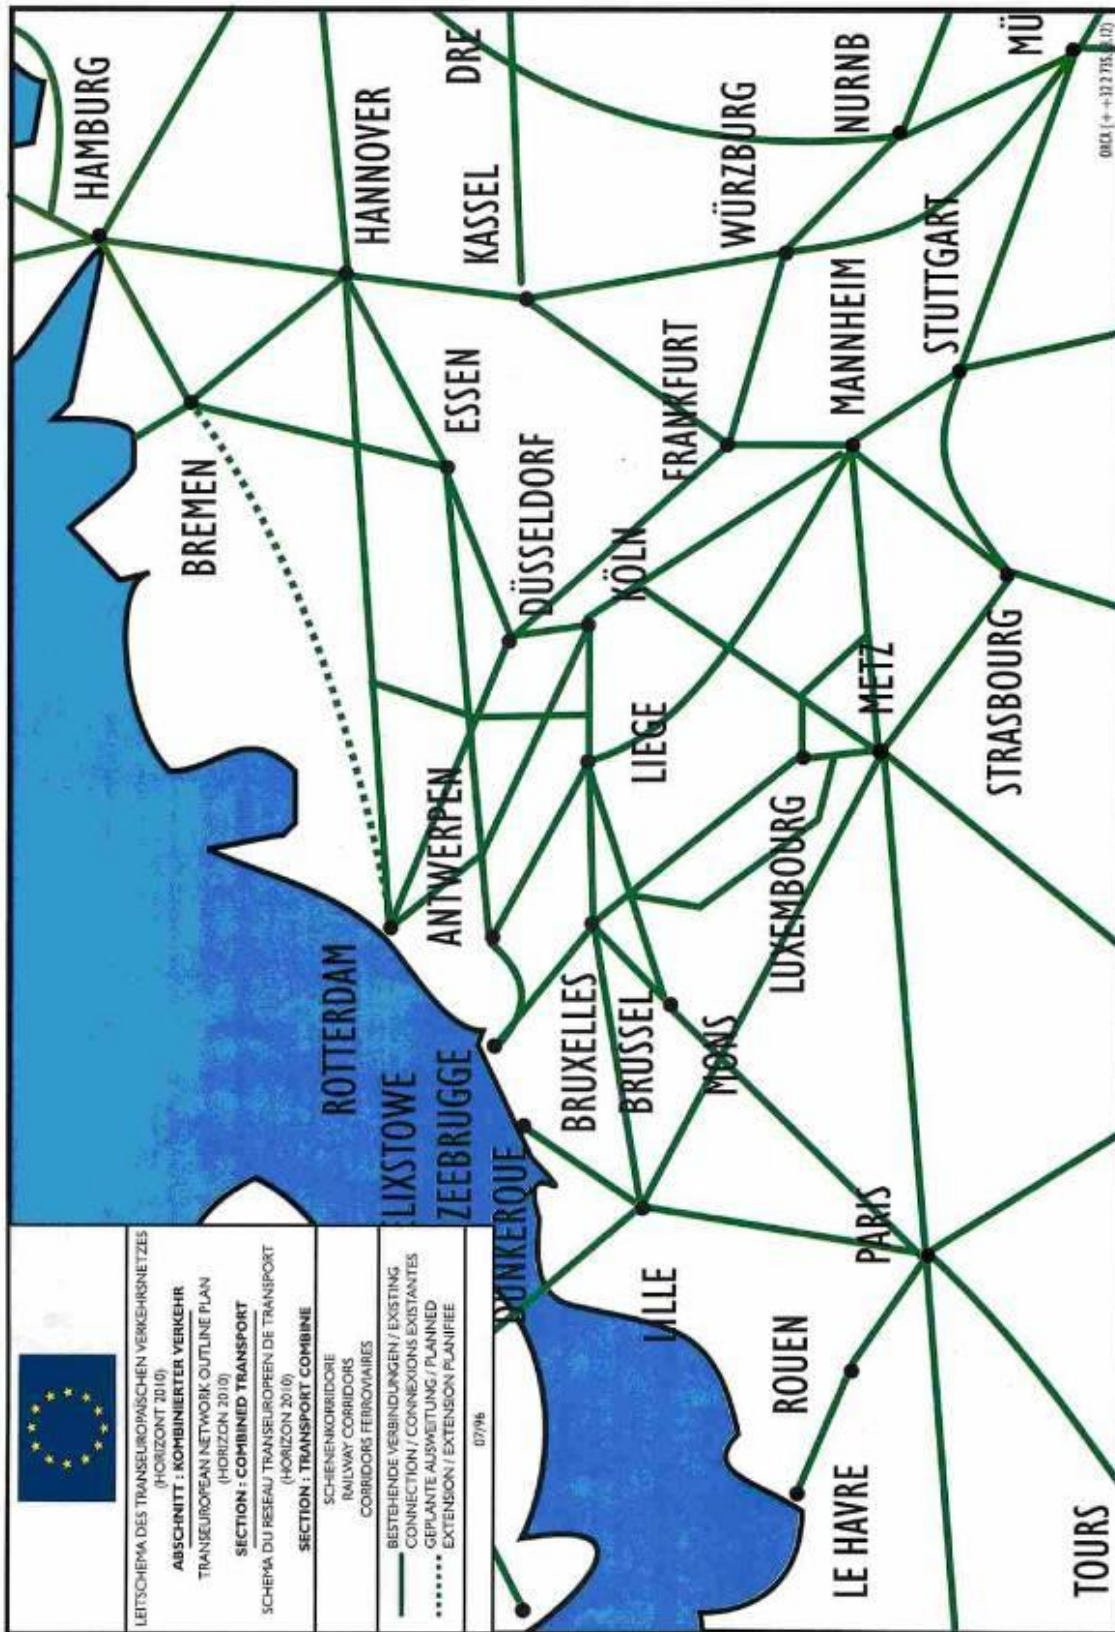 LEITSCHEMA DES TRANSEUROPAISCHEN VERKEHRSNETZES
(HORIZONT 2010)
ABSCHNITT : KOMBINIERTER VERKEHR
TRANSEUROPEAN NETWORK OUTLINE PLAN
(HORIZON 2010)
SECTION : COMBINED TRANSPORT
SCHEMA DU RESEAU TRANSEUROPEEN DE TRANSPORT
(HORIZON 2010)
SECTION : TRANSPORT COMBINE
SCHIENENKORRIDORE
RAILWAY CORRIDORS
CORRIDORS FERROVIAIRES
BESTEHENDE VERBINDUNGEN / EXISTING
CONNECTION / CONNEXIONS EXISTANTES
GEPLANTE AUSWEITUNG / PLANNED
EXTENSION / EXTENSION PLANIFIEE
07/96
HAMBURG
BREMEN
HANNOVER
ROTTERDAM
ELIXSTOWE
ZEEBRUGGE
DUNKERQUE
ANTWERPEN
ESSEN
KASSEL
DRE
DÜSSELDORF
BRUXELLES
BRUSSEL
LIEGE
KÖLN
LILLE
MONS
FRANKFURT
WÜRZBURG
LUXEMBOURG
ROUEN
LE HAVRE
PARIS
METZ
MANNHEIM
NURNB
STUTTGART
STRASBOURG
TOURS
MÜ